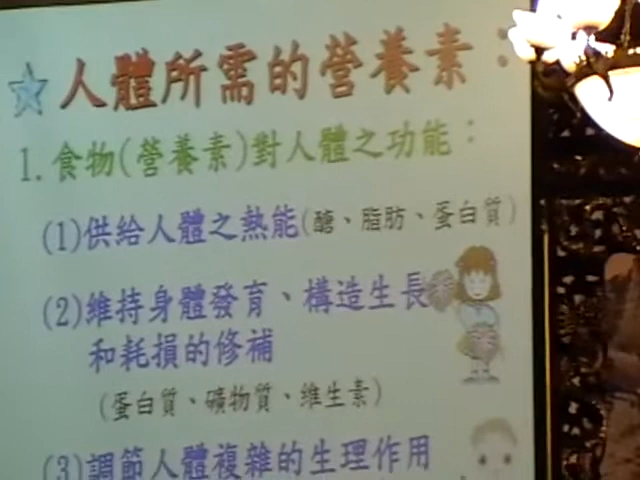 人體所需的營養素：
1.食物(營養素)對人體之功能：
(1)供給人體之熱能(醣、脂肪、蛋白質)
(2)維持身體發育、構造生長
和耗損的修補
(蛋白質、礦物質、維生素)
(3)調節人體複雜的生理作用